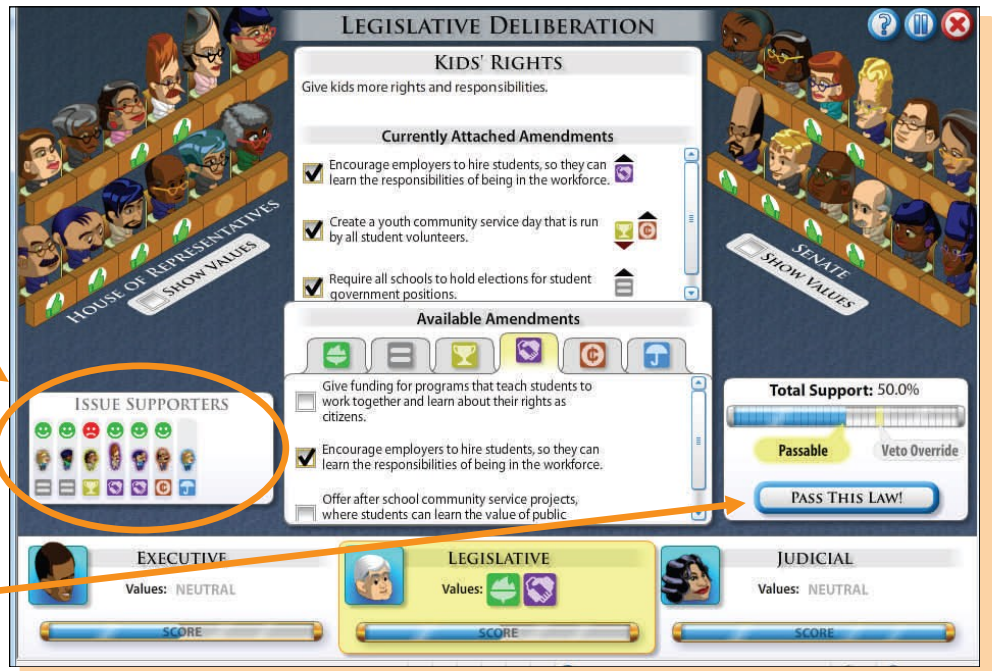 LEGISLATIVE DELIBERATION
KIDS' RIGHTS
Give kids more rights and responsibilities.
Currently Attached Amendments
Encourage employers to hire students, so they can
learn the responsibilities of being in the workforce.
Create a youth community service day that is run
by all student volunteers.
Require all schools to hold elections for student
government positions.
HOUSE OF REPRESENTATIVES
SHOW VALUES
SENATE
SHOW VALUES
Available Amendments
Give funding for programs that teach students to
work together and learn about their rights as
citizens.
Encourage employers to hire students, so they can
learn the responsibilities of being in the workforce.
Offer after school community service projects,
where students can learn the value of public
ISSUE SUPPORTERS
Total Support: 50.0%
Passable
Veto Override
PASS THIS LAW!
EXECUTIVE
Values: NEUTRAL
SCORE
LEGISLATIVE
Values:
SCORE
JUDICIAL
Values: NEUTRAL
SCORE